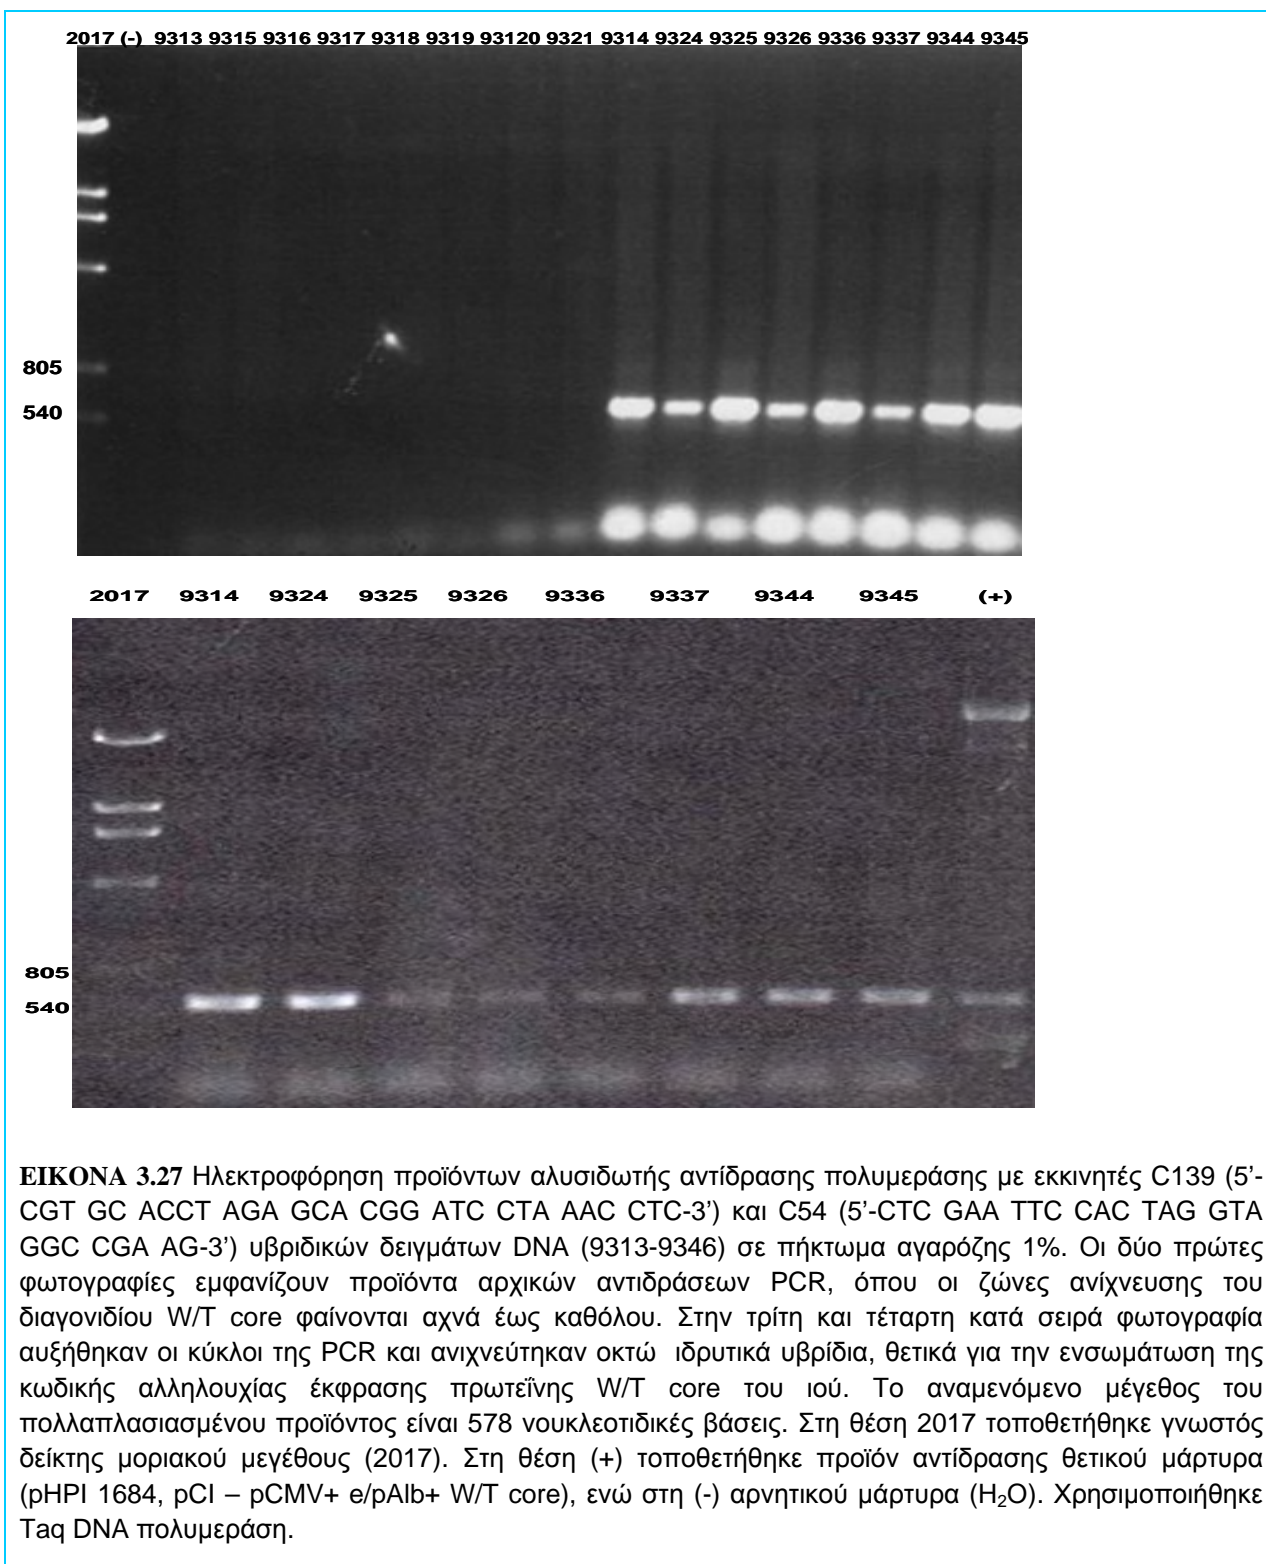 2017 (-) 9313 9315 9316 9317 9318 9319 93120 9321 9314 9324 9325 9326 9336 9337 9344 9345
805
540
2017 9314 9324 9325 9326 9336 9337 9344 9345 (+)
805
540
ΕΙΚΟΝΑ 3.27 Ηλεκτροφόρηση προϊόντων αλυσιδωτής αντίδρασης πολυμεράσης με εκκινητές C139 (5’-
CGT GC ACCT AGA GCA CGG ATC CTA AAC CTC-3’) και C54 (5’-CTC GAA TTC CAC TAG GTA
GGC CGA AG-3’) υβριδικών δειγμάτων DNA (9313-9346) σε πήκτωμα αγαρόζης 1%. Οι δύο πρώτες
φωτογραφίες εμφανίζουν προϊόντα αρχικών αντιδράσεων PCR, όπου οι ζώνες ανίχνευσης του
διαγονιδίου W/T core φαίνονται αχνά έως καθόλου. Στην τρίτη και τέταρτη κατά σειρά φωτογραφία
αυξήθηκαν οι κύκλοι της PCR και ανιχνεύτηκαν οκτώ ιδρυτικά υβρίδια, θετικά για την ενσωμάτωση της
κωδικής αλληλουχίας έκφρασης πρωτεΐνης W/T core του ιού. Το αναμενόμενο μέγεθος του
πολλαπλασιασμένου προϊόντος είναι 578 νουκλεοτιδικές βάσεις. Στη θέση 2017 τοποθετήθηκε γνωστός
δείκτης μοριακού μεγέθους (2017). Στη θέση (+) τοποθετήθηκε προϊόν αντίδρασης θετικού μάρτυρα
(pHPI 1684, pCI – pCMV+ e/pAlb+ W/T core), ενώ στη (-) αρνητικού μάρτυρα (H₂O). Χρησιμοποιήθηκε
Taq DNA πολυμεράση.